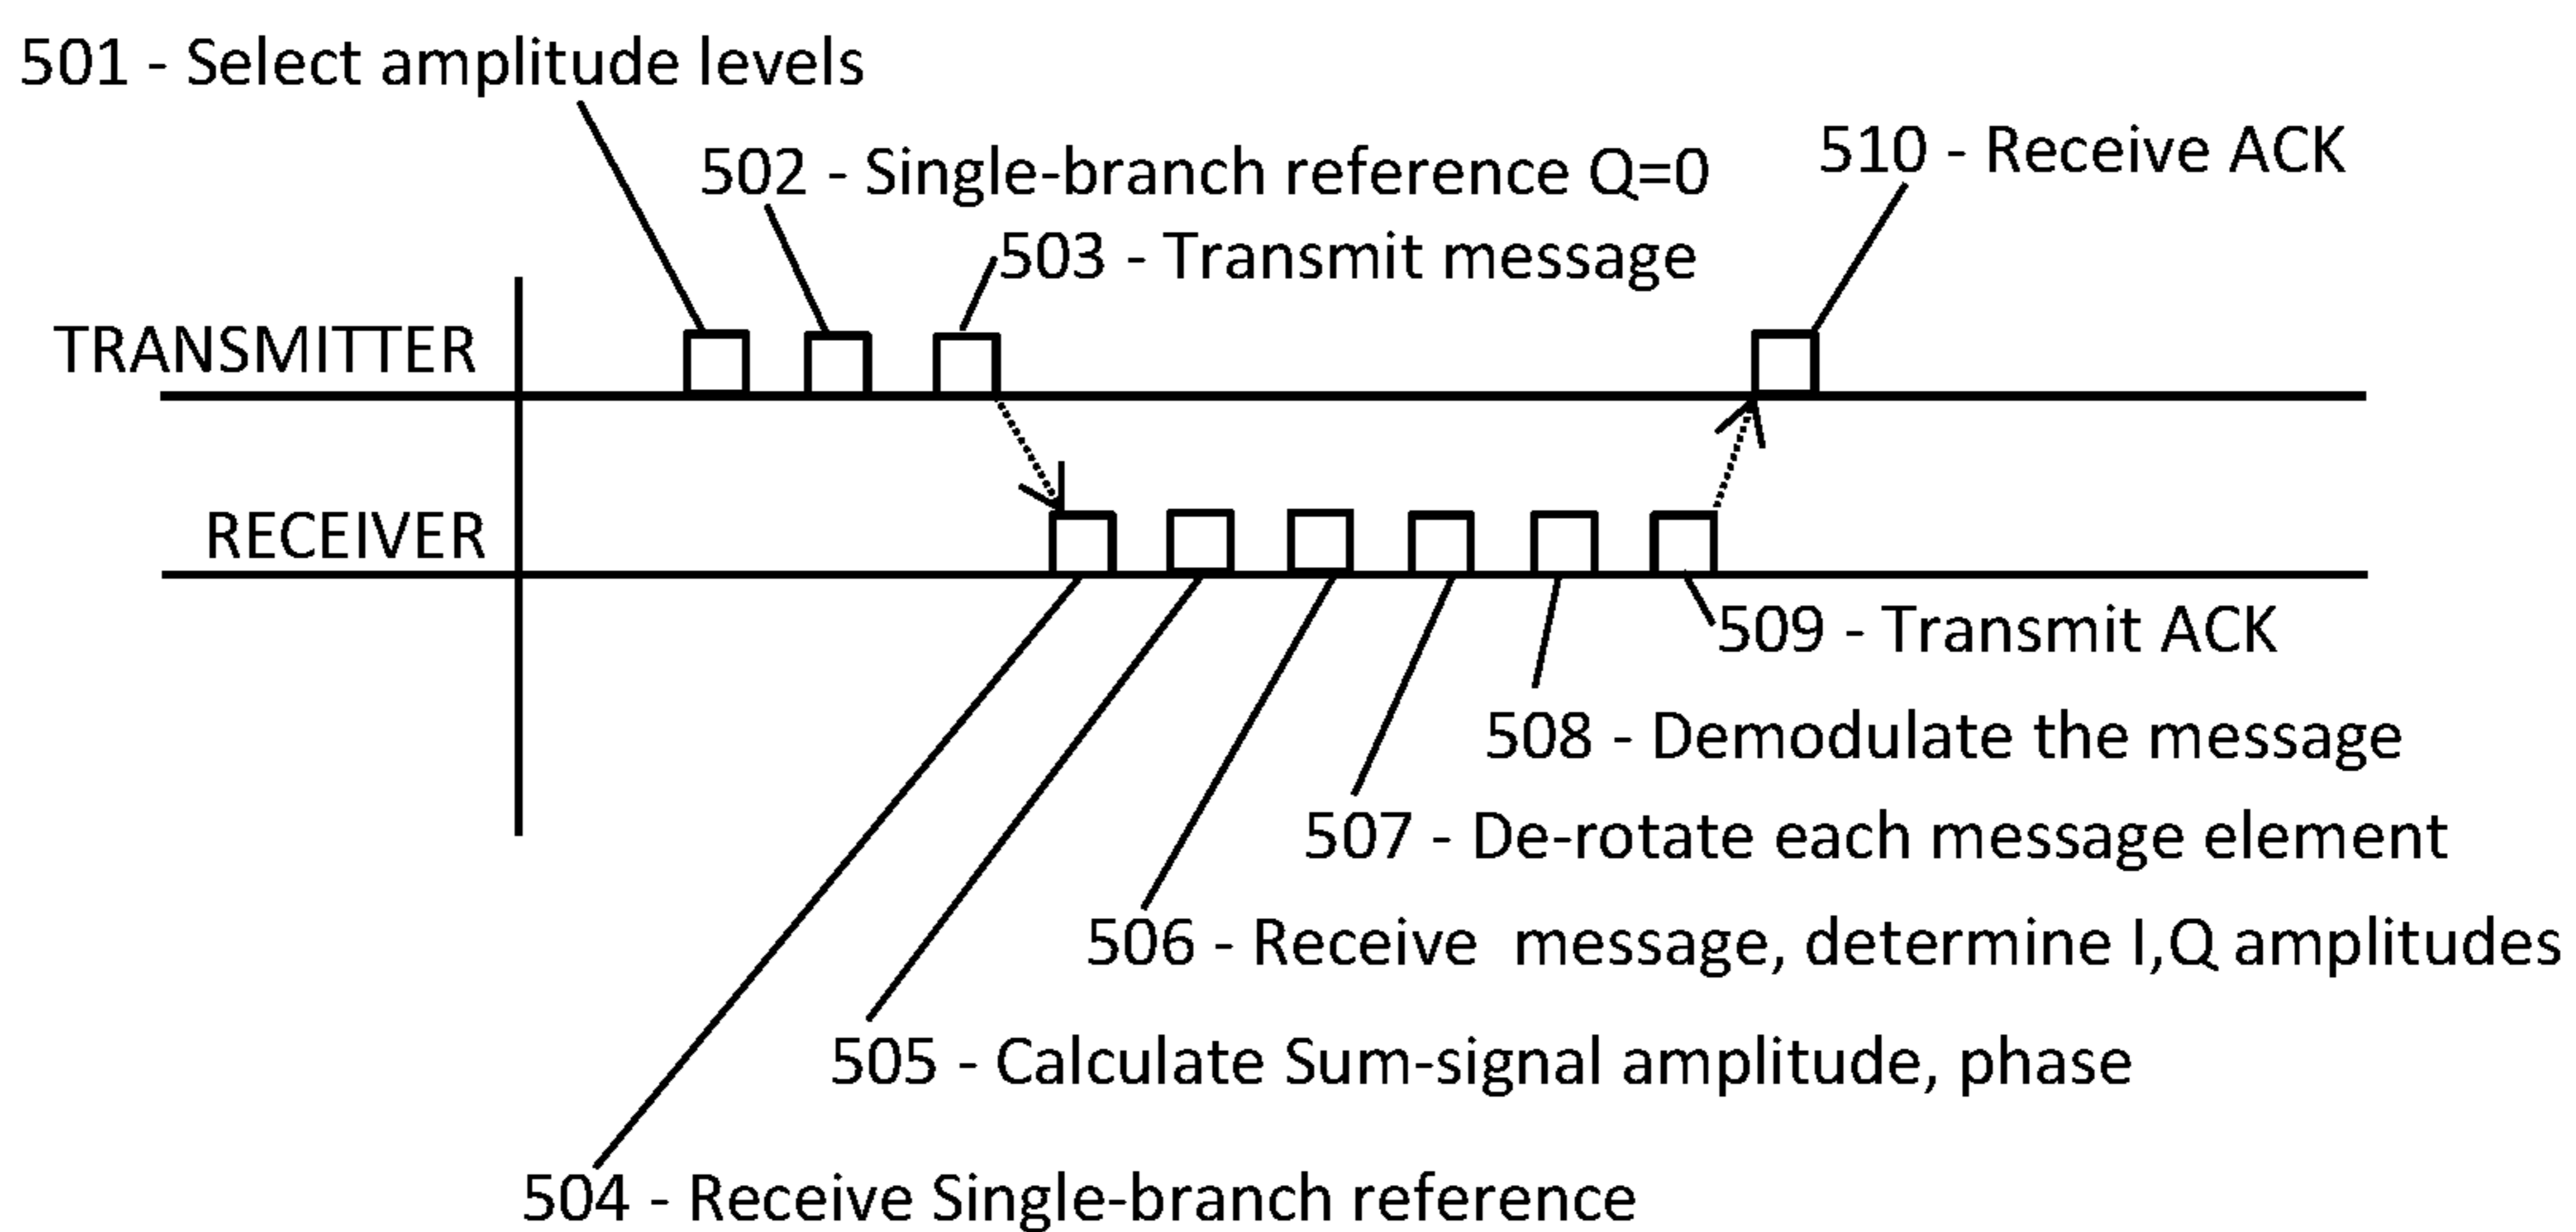 501 - Select amplitude levels
502 - Single-branch reference Q=0
510 - Receive ACK
503 - Transmit message
TRANSMITTER
RECEIVER
509 - Transmit ACK
508 - Demodulate the message
507 - De-rotate each message element
506 - Receive  message, determine I,Q amplitudes
505 - Calculate Sum-signal amplitude, phase
504 - Receive Single-branch reference